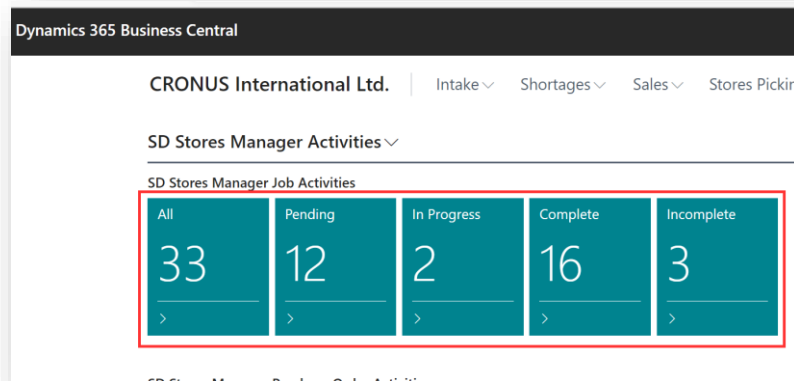 Dynamics 365 Business Central
CRONUS International Ltd. Intake Shortages Sales Stores
SD Stores Manager Activities
SD Stores Manager Job Activities
All Pending In Progress Complete Incomplete
33 12 2 16 3